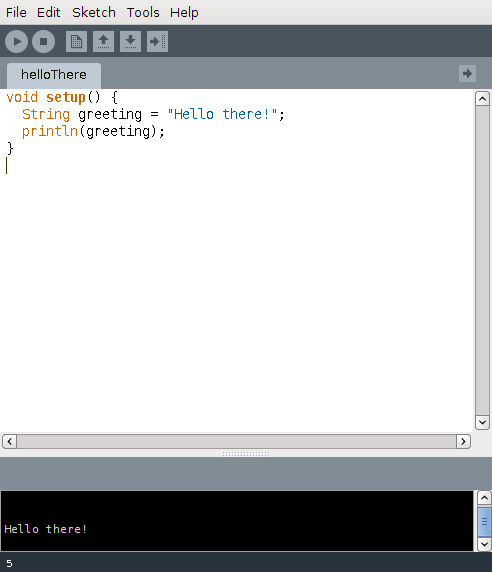 File Edit Sketch Tools Help
helloThere
void setup() {
  String greeting = "Hello there!";
  println(greeting);
}
Hello there!
5